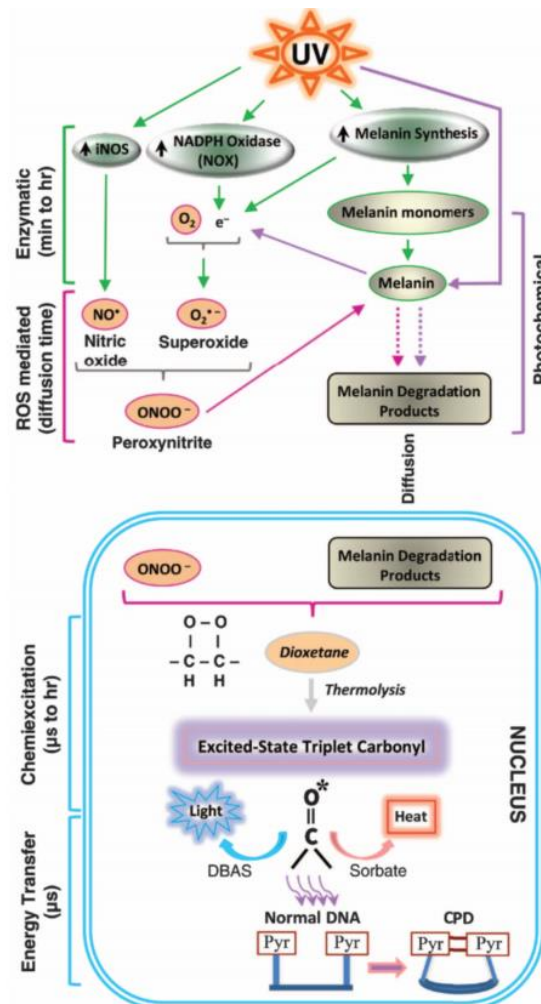 UV
iNOS
NADPH Oxidase
(NOX)
Melanin Synthesis
Enzymatic
(min to hr)
O2 e–
Melanin monomers
Melanin
Photochemical
ROS mediated
(diffusion time)
NO•
Nitric
oxide
O2•–
Superoxide
ONOO–
Peroxynitrite
Melanin Degradation
Products
Diffusion
ONOO–
Melanin Degradation
Products
O – O
–C – C–
H H
Dioxetane
Thermolysis
Chemiexcitation
(μs to hr)
Excited-State Triplet Carbonyl
NUCLEUS
Light
O*
C
Heat
DBAS
Sorbate
Energy Transfer
(μs)
Normal DNA
CPD
Pyr Pyr
Pyr Pyr